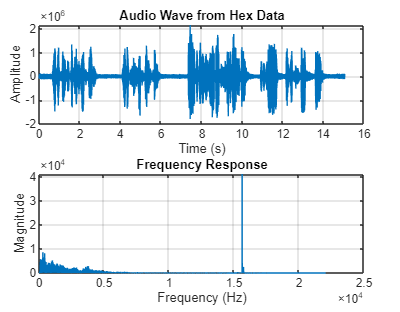 Audio Wave from Hex Data
×10⁶
2
1
0
-1
-2
Amplitude
0 2 4 6 8 10 12 14 16
Time (s)
×10⁴
Frequency Response
4
3
2
1
0
Magnitude
0 0.5 1 1.5 2 2.5
Frequency (Hz)
×10⁴